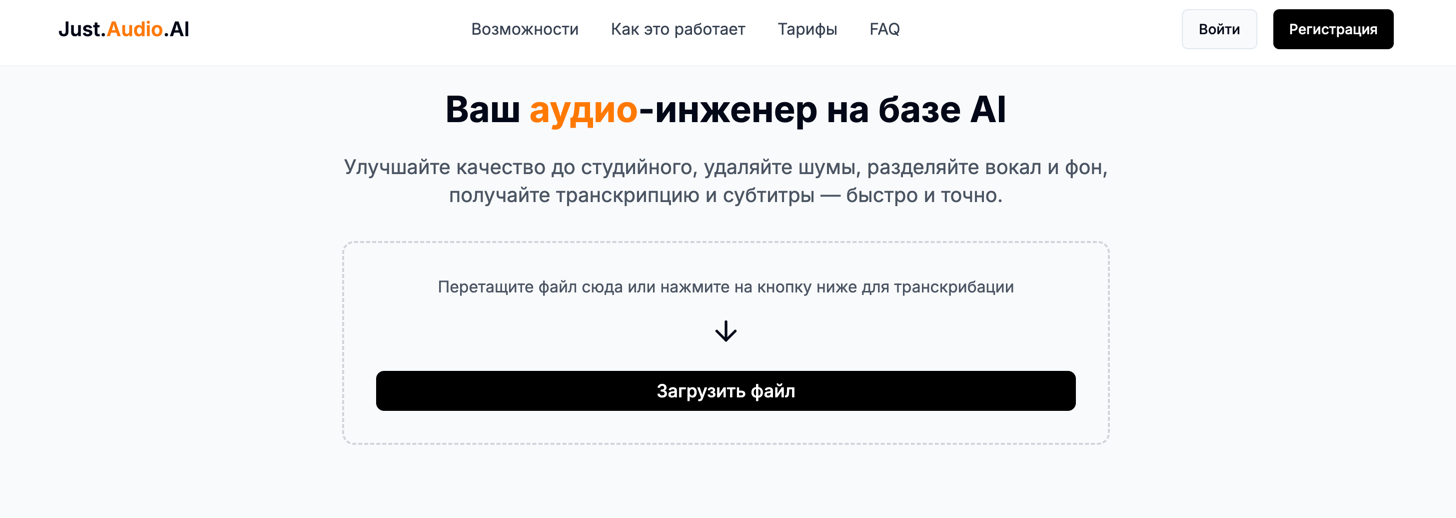 Just.Audio.AI
Возможности
Как это работает
Тарифы
FAQ
Войти
Регистрация
Ваш аудио-инженер на базе AI
Улучшайте качество до студийного, удаляйте шумы, разделяйте вокал и фон,
получайте транскрипцию и субтитры — быстро и точно.
Перетащите файл сюда или нажмите на кнопку ниже для транскрибации
Загрузить файл